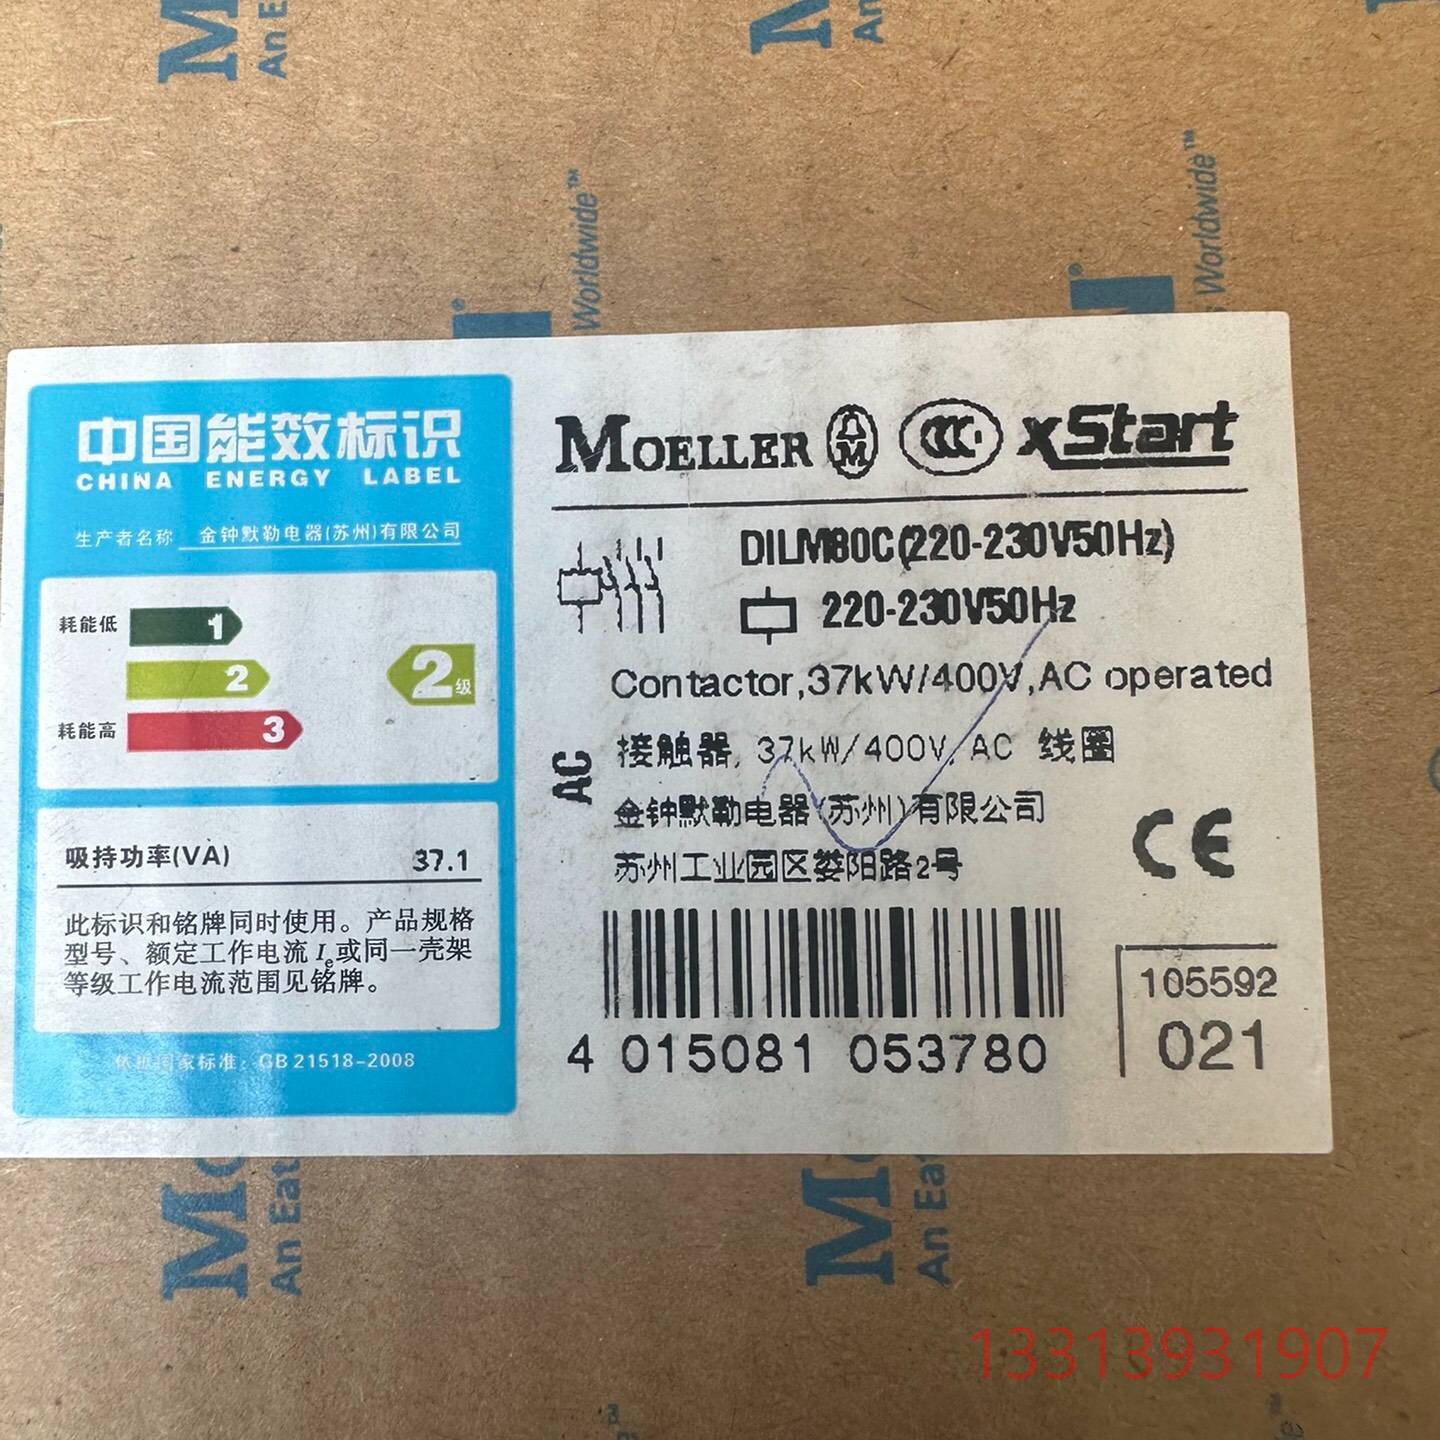 An E
An
Worldwide™
Worldwide™
中国能效标识
CHINA ENERGY LABEL
生产者名称 金钟默勒电器(苏州)有限公司
耗能低 1
2
耗能高 3
2级
吸持功率(VA) 37.1
此标识和铭牌同时使用。产品规格
型号、额定工作电流 Ie或同一壳架
等级工作电流范围见铭牌。
依据国家标准：GB 21518-2008
MOELLER CCC xStart
DILM80C(220-230V50Hz)
220-230V50Hz
Contactor,37kW/400V,AC operated
AC
接触器, 37kW/400V, AC 线圈
金钟默勒电器(苏州)有限公司
苏州工业园区娄阳路2号
CE
4 015081 053780
105592
021
An Eat
An Eat
13313931907